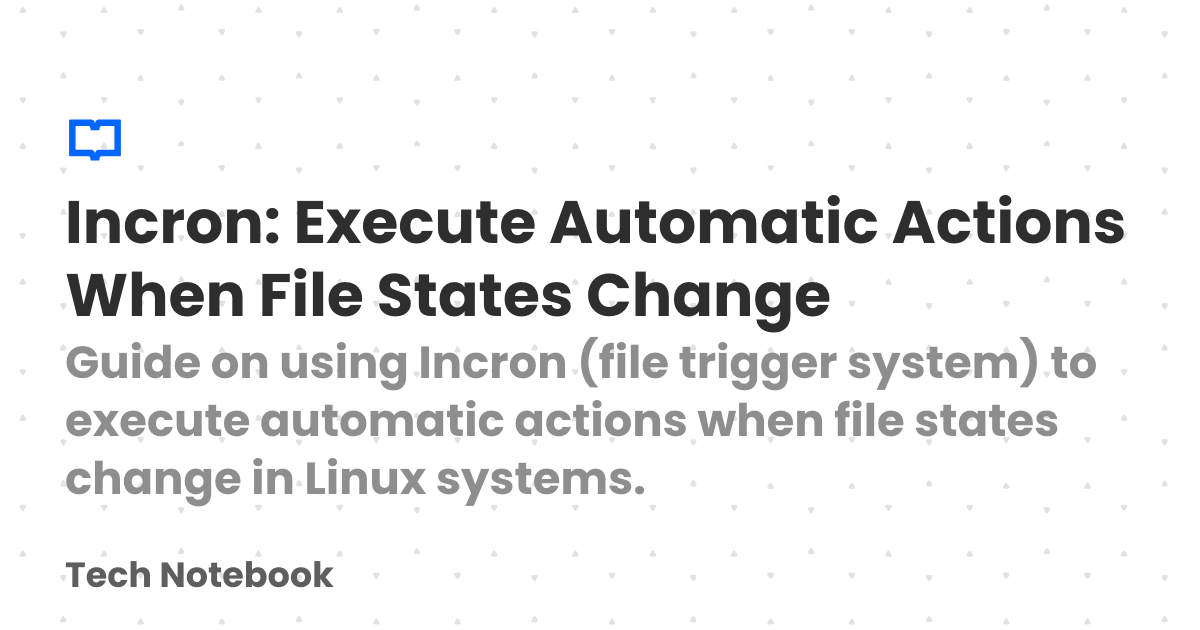 Incron: Execute Automatic Actions
When File States Change
Guide on using Incron (file trigger system) to
execute automatic actions when file states
change in Linux systems.
Tech Notebook